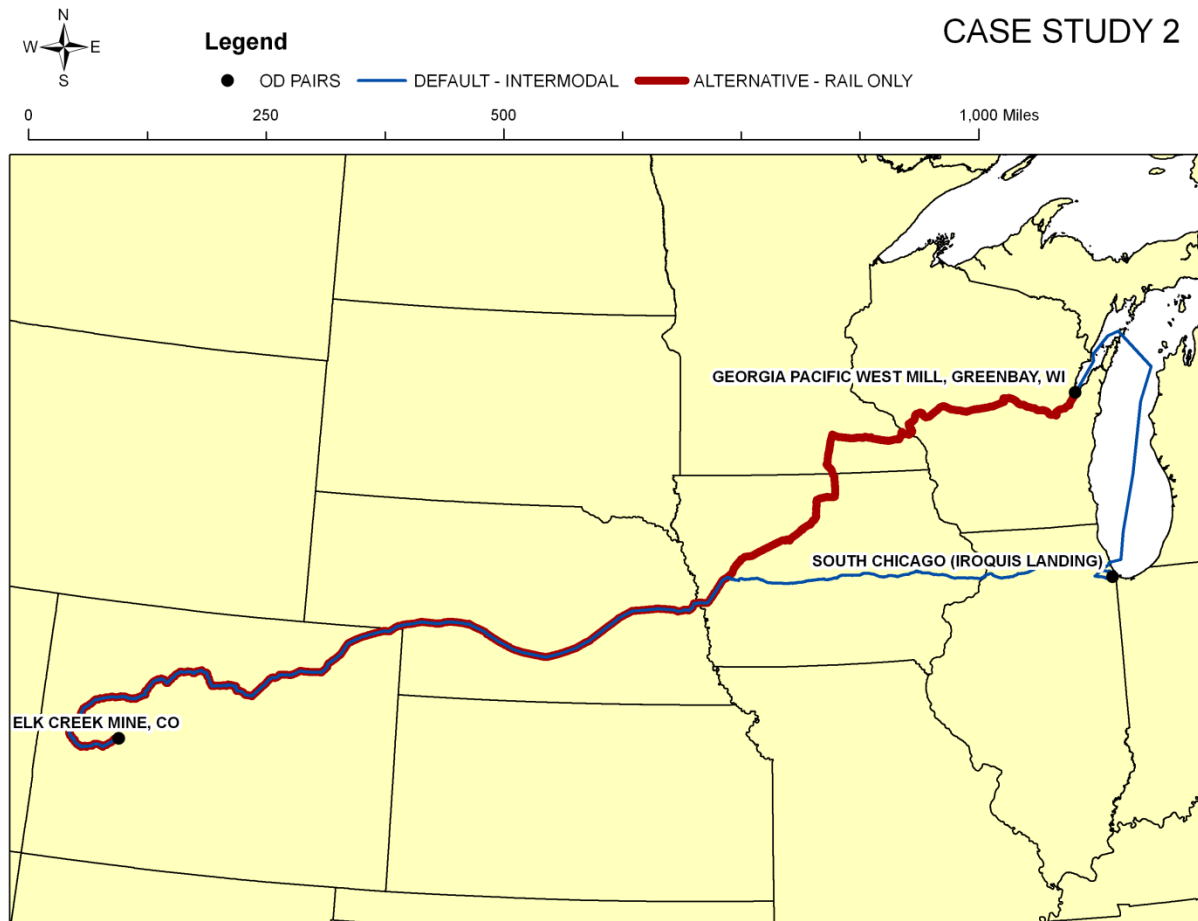 CASE STUDY 2
N
W E
S
Legend
OD PAIRS DEFAULT - INTERMODAL ALTERNATIVE - RAIL ONLY
0 250 500 1,000 Miles
GEORGIA PACIFIC WEST MILL, GREENBAY, WI
SOUTH CHICAGO (IROQUIS LANDING)
ELK CREEK MINE, CO